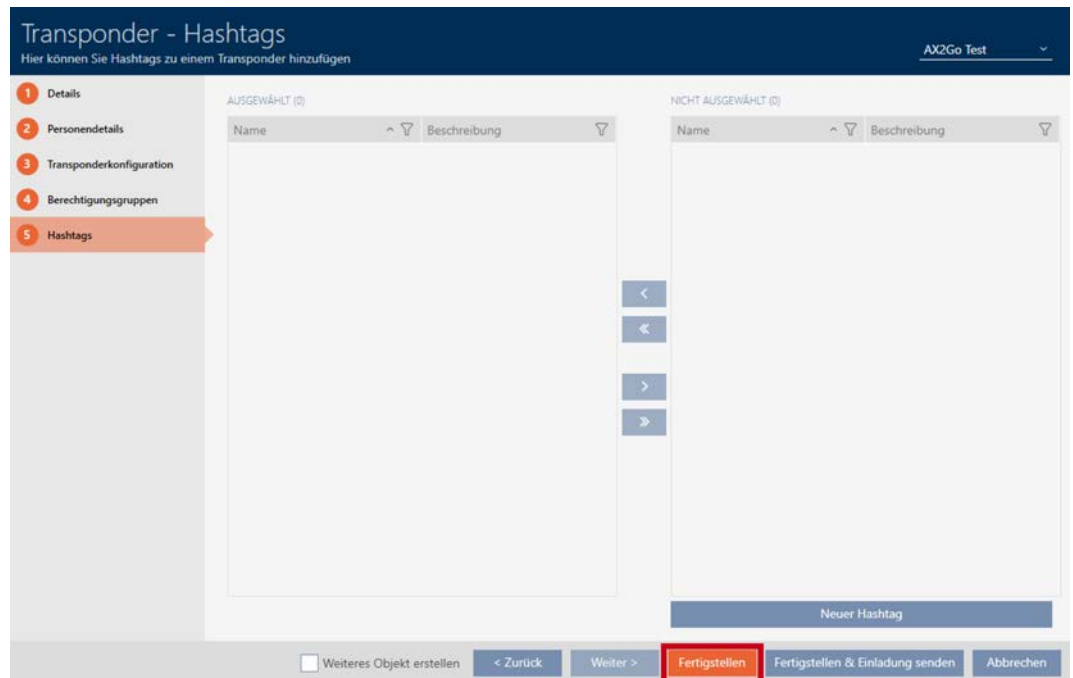 Transponder - Hashtags
Hier können Sie Hashtags zu einem Transponder hinzufügen
AX2Go Test
1 Details
2 Personendetails
3 Transponderkonfiguration
4 Berechtigungsgruppen
5 Hashtags
AUSGEWÄHLT (0)
Name Beschreibung
NICHT AUSGEWÄHLT (0)
Name Beschreibung
Neuer Hashtag
Weiteres Objekt erstellen < Zurück Weiter > Fertigstellen Fertigstellen & Einladung senden Abbrechen